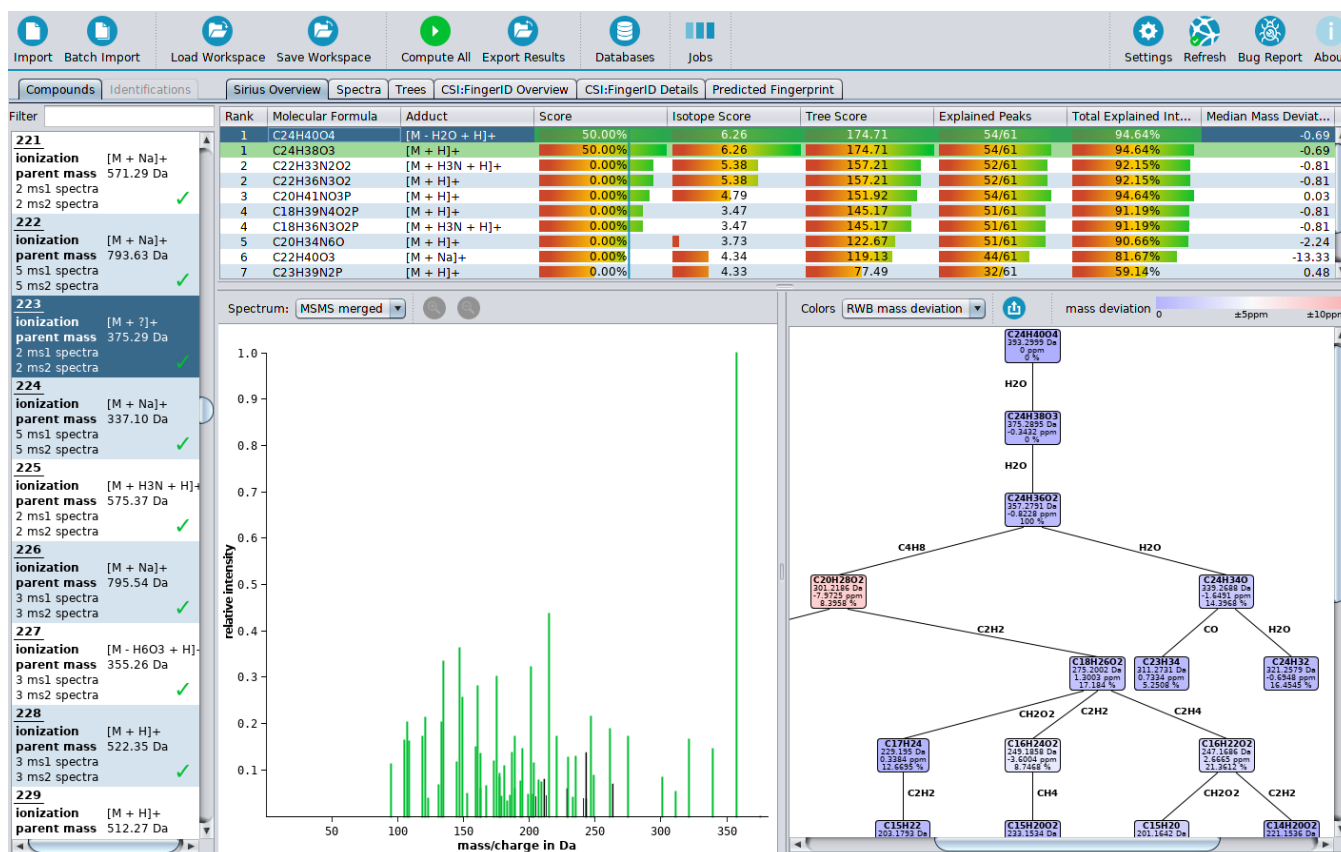 Import Batch Import Load Workspace Save Workspace Compute All Export Results Databases Jobs Settings Refresh Bug Report
Compounds Identifications Sirius Overview Spectra Trees CSI:FingerID Overview CSI:FingerID Details Predicted Fingerprint
Filter
221
ionization [M + Na]+
parent mass 571.29 Da
2 ms1 spectra
2 ms2 spectra
222
ionization [M + Na]+
parent mass 793.63 Da
5 ms1 spectra
5 ms2 spectra
223
ionization [M + ?]+
parent mass 375.29 Da
2 ms1 spectra
2 ms2 spectra
224
ionization [M + Na]+
parent mass 337.10 Da
5 ms1 spectra
5 ms2 spectra
225
ionization [M + H3N + H]+
parent mass 575.37 Da
2 ms1 spectra
2 ms2 spectra
226
ionization [M + Na]+
parent mass 795.54 Da
3 ms1 spectra
3 ms2 spectra
227
ionization [M - H6O3 + H]-
parent mass 355.26 Da
3 ms1 spectra
3 ms2 spectra
228
ionization [M + H]+
parent mass 522.35 Da
3 ms1 spectra
3 ms2 spectra
229
ionization [M + H]+
parent mass 512.27 Da
Rank Molecular Formula Adduct Score Isotope Score Tree Score Explained Peaks Total Explained Int... Median Mass Deviat...
1 C24H40O4 [M - H2O + H]+ 50.00% 6.26 174.71 54/61 94.64% -0.69
1 C24H38O3 [M + H]+ 50.00% 6.26 174.71 54/61 94.64% -0.69
2 C22H33N2O2 [M + H3N + H]+ 0.00% 5.38 157.21 52/61 92.15% -0.81
2 C22H36N3O2 [M + H]+ 0.00% 5.38 157.21 52/61 92.15% -0.81
3 C20H41NO3P [M + H]+ 0.00% 4.79 151.92 54/61 94.64% 0.03
4 C18H39N4O2P [M + H]+ 0.00% 3.47 145.17 51/61 91.19% -0.81
4 C18H36N3O2P [M + H3N + H]+ 0.00% 3.47 145.17 51/61 91.19% -0.81
5 C20H34N6O [M + H]+ 0.00% 3.73 122.67 51/61 90.66% -2.24
6 C22H40O3 [M + Na]+ 0.00% 4.34 119.13 44/61 81.67% -13.33
7 C23H39N2P [M + H]+ 0.00% 4.33 77.49 32/61 59.14% 0.48
Spectrum: MSMS merged
1.0
0.9
0.8
0.7
0.6
0.5
0.4
0.3
0.2
0.1
relative intensity
50 100 150 200 250 300 350
mass/charge in Da
Colors RWB mass deviation mass deviation 0 ±5ppm ±10ppm
C24H40O4
393.2999 Da
0 ppm
0 %
H2O
C24H38O3
375.2895 Da
-0.3432 ppm
0 %
H2O
C24H36O2
357.2791 Da
-0.8228 ppm
100 %
C4H8 H2O
C20H28O2
301.2186 Da
-7.9725 ppm
8.3958 %
C24H34O
339.2688 Da
-1.6491 ppm
14.3968 %
C2H2 CO H2O
C18H26O2
275.2002 Da
1.3003 ppm
17.184 %
C23H34
311.2731 Da
0.7334 ppm
5.2508 %
C24H32
321.2579 Da
-0.6948 ppm
16.4545 %
CH2O2 C2H2 C2H4
C17H24
229.195 Da
0.3384 ppm
12.6695 %
C16H24O2
249.1858 Da
-3.6004 ppm
8.7468 %
C16H22O2
247.1686 Da
2.6665 ppm
21.3612 %
C2H2 CH4 CH2O2 C2H2
C15H22
203.1793 Da
C15H20O2
233.1534 Da
C15H20
201.1642 Da
C14H20O2
221.1536 Da